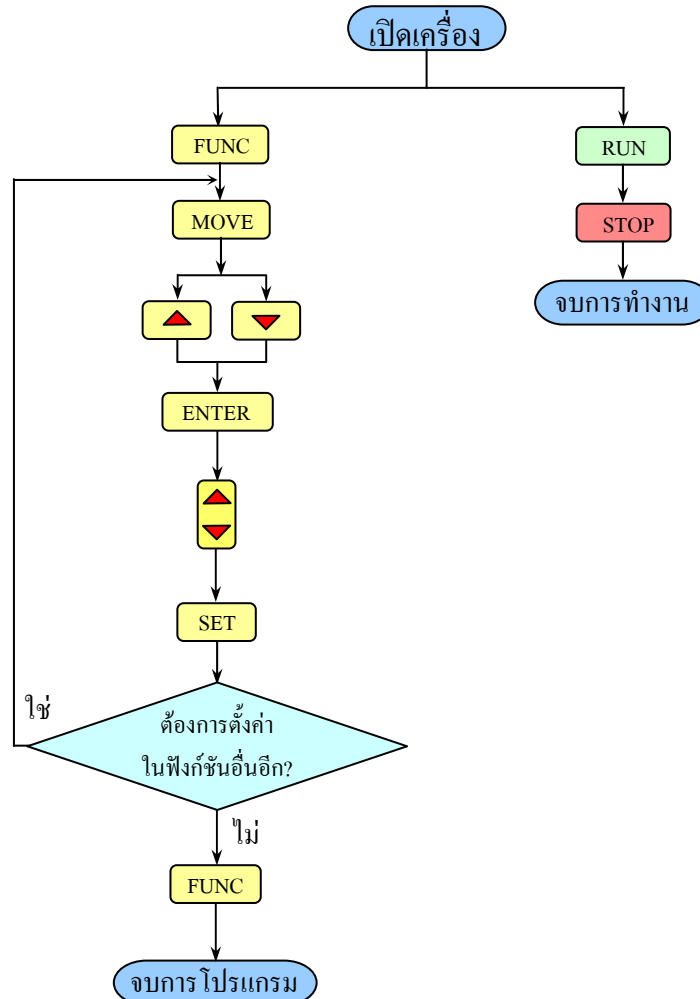 เปิดเครื่อง
FUNC
RUN
MOVE
STOP
จบการทำงาน
ENTER
SET
ใช่
ต้องการตั้งค่า
ในฟังก์ชันอื่นอีก?
ไม่
FUNC
จบการโปรแกรม